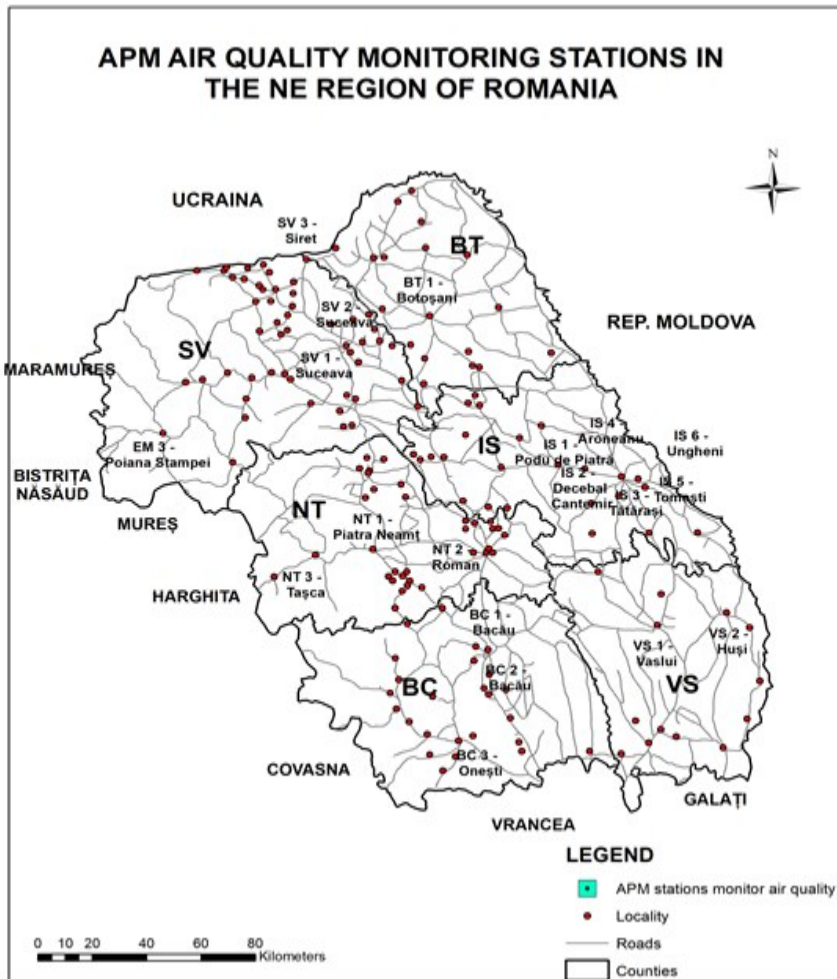 APM AIR QUALITY MONITORING STATIONS IN
THE NE REGION OF ROMANIA
N
UCRAINA
SV 3 -
Siret
BT
BT 1 -
Botoșani
SV 2 -
Suceava
REP. MOLDOVA
SV
SV 1 -
Suceava
MARAMUREȘ
IS 4 -
Aroneanu
IS 6 -
Ungheni
IS
IS 1 -
Podu de Piatră
EM 3 -
Poiana Stampei
BISTRIȚA
NĂSĂUD
IS 2 -
Decebal
Cantemir
IS 5 -
Tomești
IS 3 -
Tătărași
MUREȘ
NT
NT 1 -
Piatra Neamț
NT 2 -
Roman
NT 3 -
Tașca
HARGHITA
BC 1 -
Bacău
VS 2 -
Huși
VS 1 -
Vaslui
BC 2 -
Bacău
BC
VS
BC 3 -
Onești
COVASNA
GALAȚI
VRANCEA
LEGEND
APM stations monitor air quality
Locality
Roads
Counties
0 20 40 60 80
Kilometers